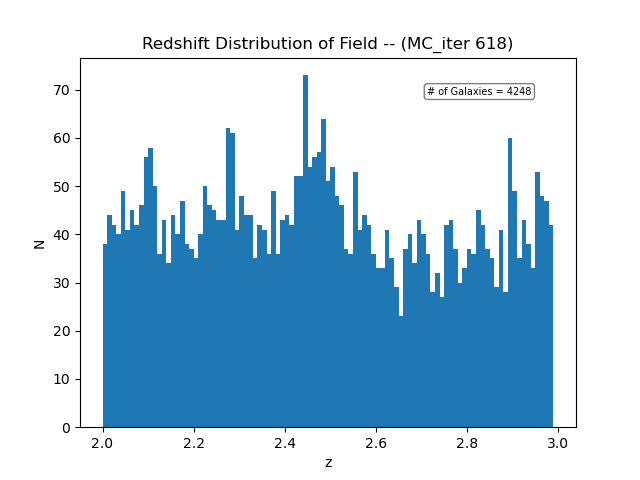 Redshift Distribution of Field -- (MC_iter 618)
# of Galaxies = 4248
70
60
50
40
30
20
10
0
N
2.0 2.2 2.4 2.6 2.8 3.0
z